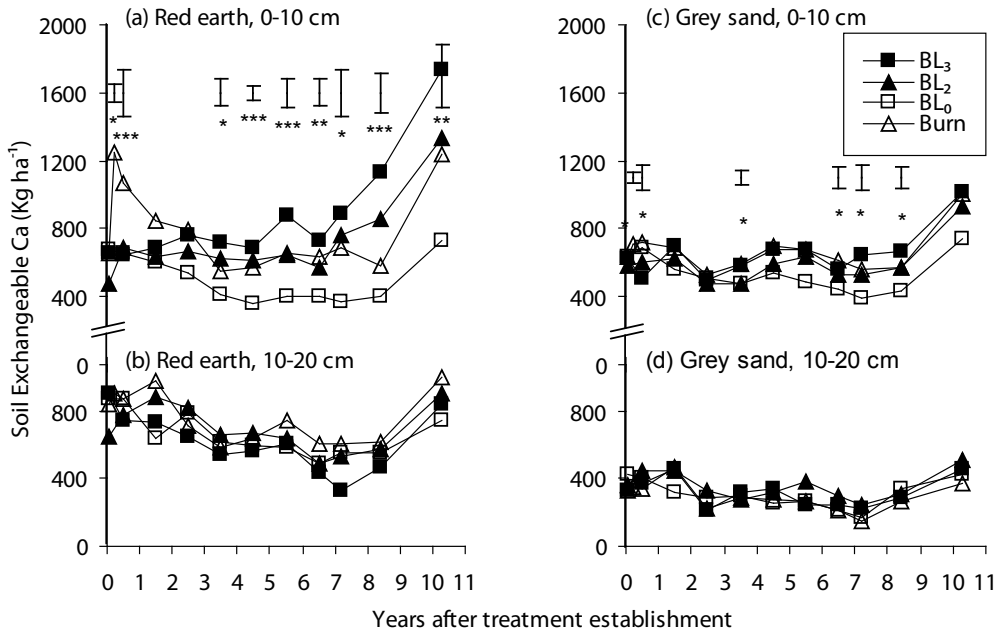 (a) Red earth, 0-10 cm
(c) Grey sand, 0-10 cm
2000
1600
1200
800
400
0
* *** * *** *** ** * *** **
2000
1600
1200
800
400
0
* * * * * *
BL₃
BL₂
BL₀
Burn
Soil Exchangeable Ca (Kg ha⁻¹)
(b) Red earth, 10-20 cm
(d) Grey sand, 10-20 cm
800
400
0
800
400
0
0 1 2 3 4 5 6 7 8 9 10 11
0 1 2 3 4 5 6 7 8 9 10 11
Years after treatment establishment